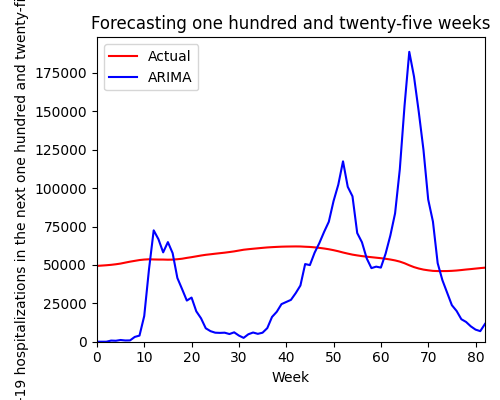 Forecasting one hundred and twenty-five weeks
-19 hospitalizations in the next one hundred and twenty-fi
Actual
ARIMA
175000
150000
125000
100000
75000
50000
25000
0
0 10 20 30 40 50 60 70 80
Week